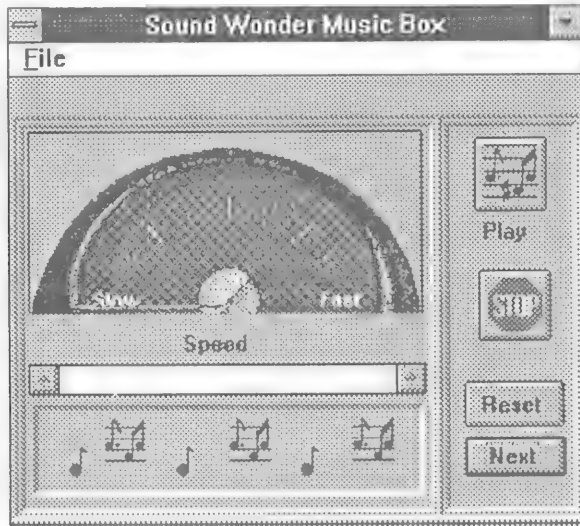 Sound Wonder Music Box
File
Slow
Fast
Speed
Play
STOP
Reset
Next